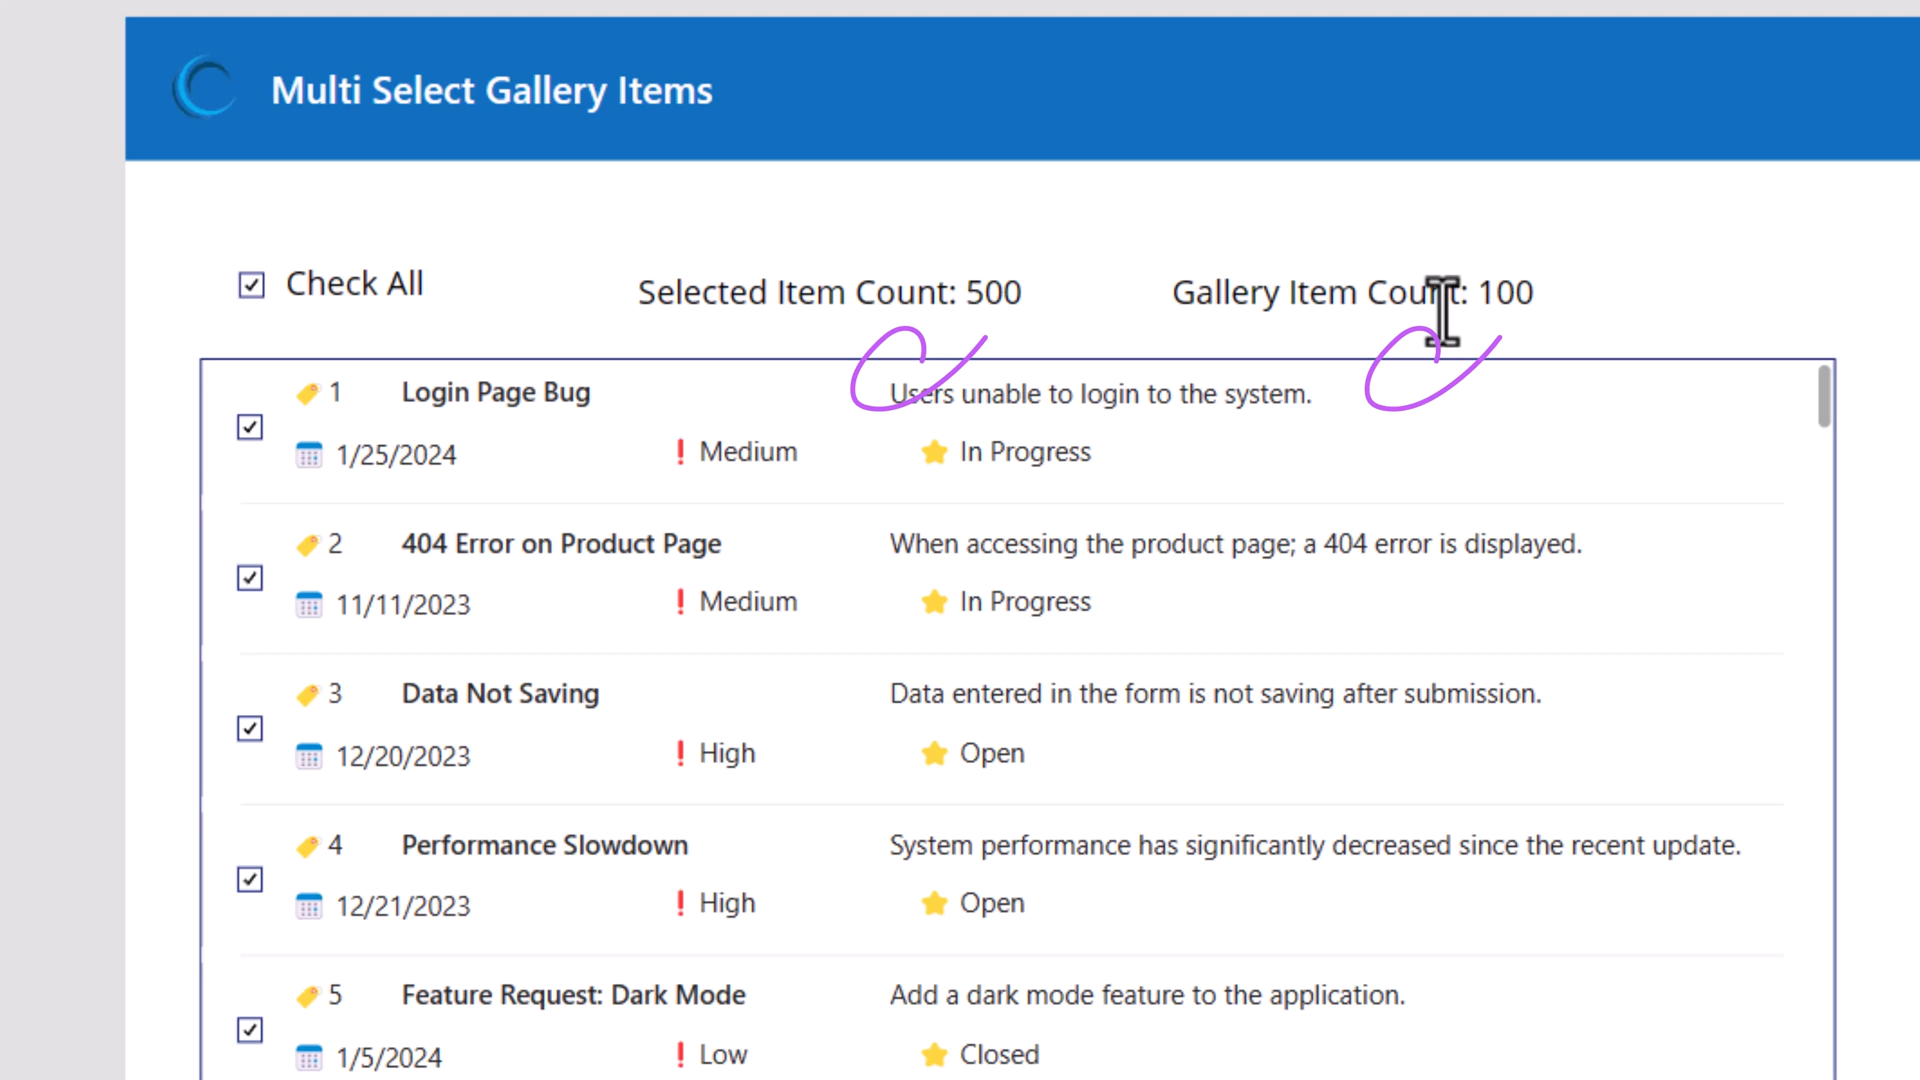 Multi Select Gallery Items
Check All Selected Item Count: 500 Gallery Item Count: 100
1 Login Page Bug Users unable to login to the system.
1/25/2024 Medium In Progress
2 404 Error on Product Page When accessing the product page; a 404 error is displayed.
11/11/2023 Medium In Progress
3 Data Not Saving Data entered in the form is not saving after submission.
12/20/2023 High Open
4 Performance Slowdown System performance has significantly decreased since the recent update.
12/21/2023 High Open
5 Feature Request: Dark Mode Add a dark mode feature to the application.
1/5/2024 Low Closed